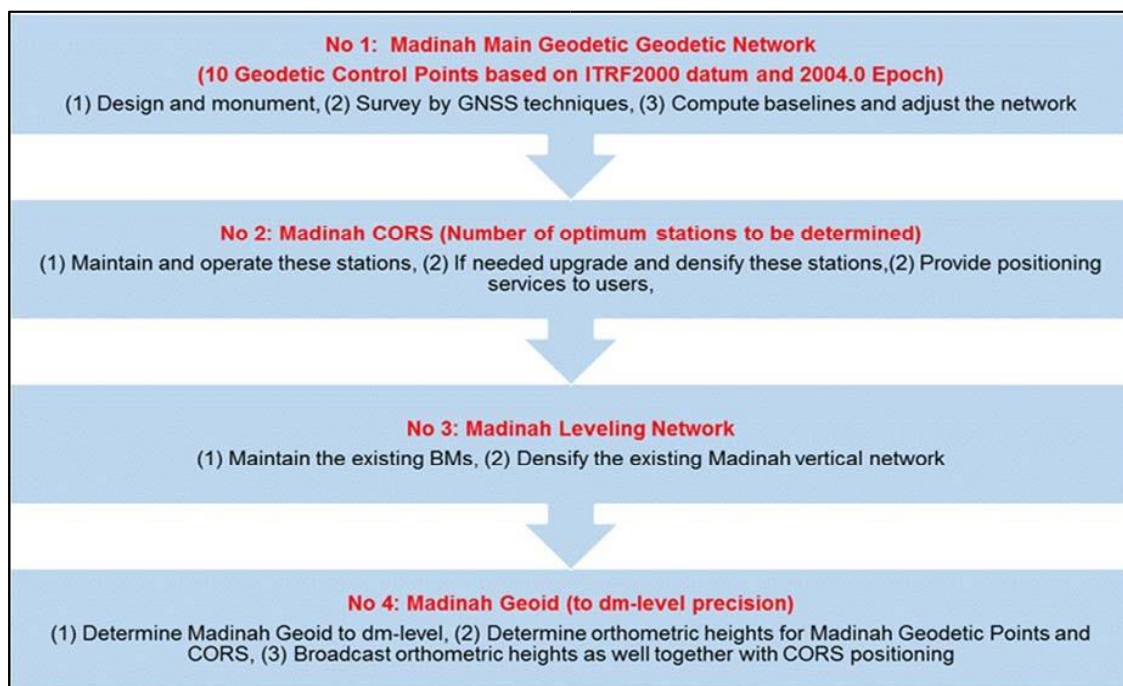 No 1: Madinah Main Geodetic Geodetic Network
(10 Geodetic Control Points based on ITRF2000 datum and 2004.0 Epoch)
(1) Design and monument, (2) Survey by GNSS techniques, (3) Compute baselines and adjust the network
No 2: Madinah CORS (Number of optimum stations to be determined)
(1) Maintain and operate these stations, (2) If needed upgrade and densify these stations,(2) Provide positioning
services to users,
No 3: Madinah Leveling Network
(1) Maintain the existing BMs, (2) Densify the existing Madinah vertical network
No 4: Madinah Geoid (to dm-level precision)
(1) Determine Madinah Geoid to dm-level, (2) Determine orthometric heights for Madinah Geodetic Points and
CORS, (3) Broadcast orthometric heights as well together with CORS positioning